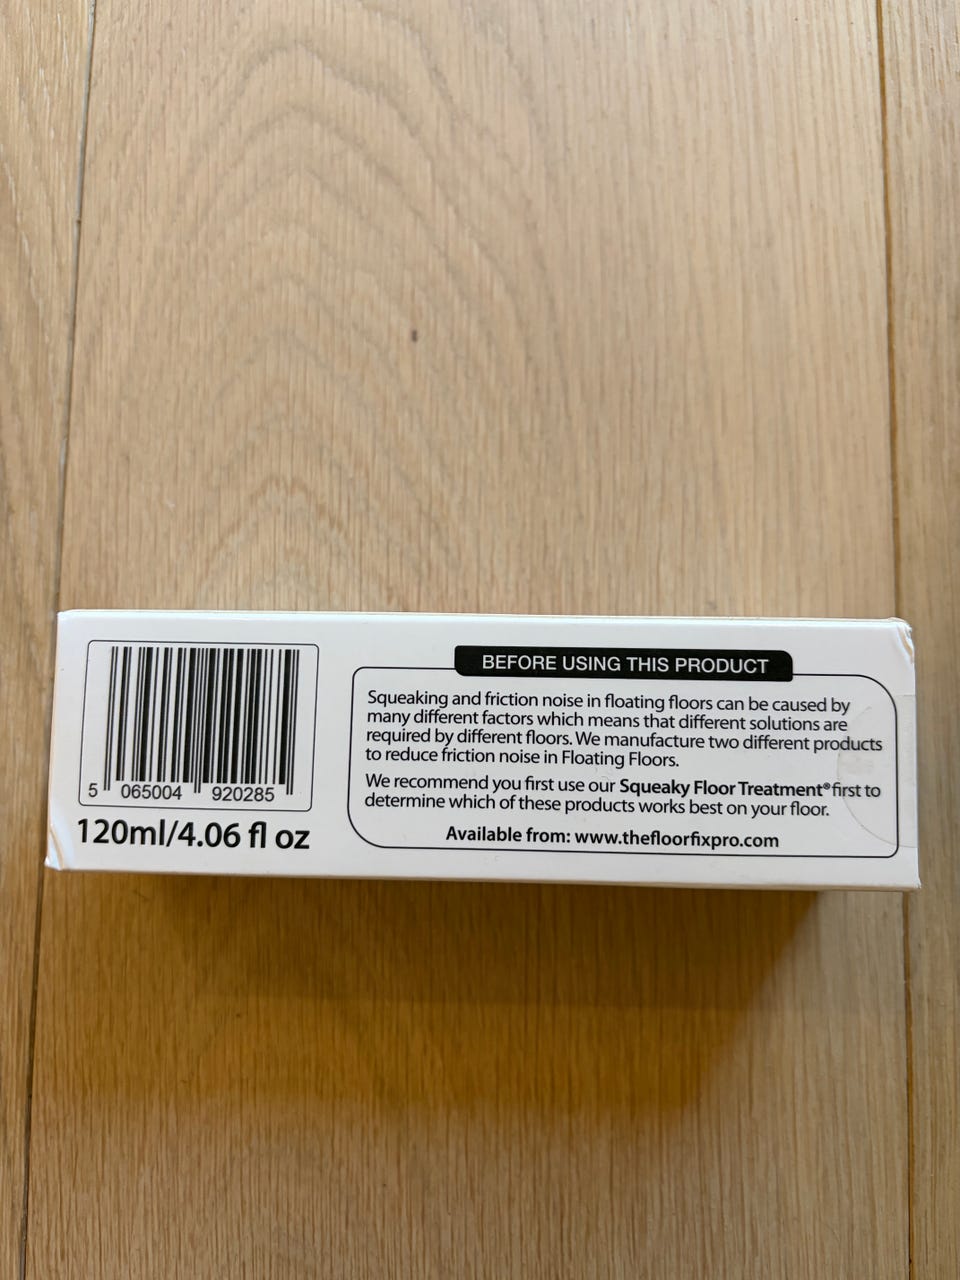 5 065004 920285
120ml/4.06 fl oz
BEFORE USING THIS PRODUCT
Squeaking and friction noise in floating floors can be caused by
many different factors which means that different solutions are
required by different floors. We manufacture two different products
to reduce friction noise in Floating Floors.
We recommend you first use our Squeaky Floor Treatment® first to
determine which of these products works best on your floor.
Available from: www.thefloorfixpro.com